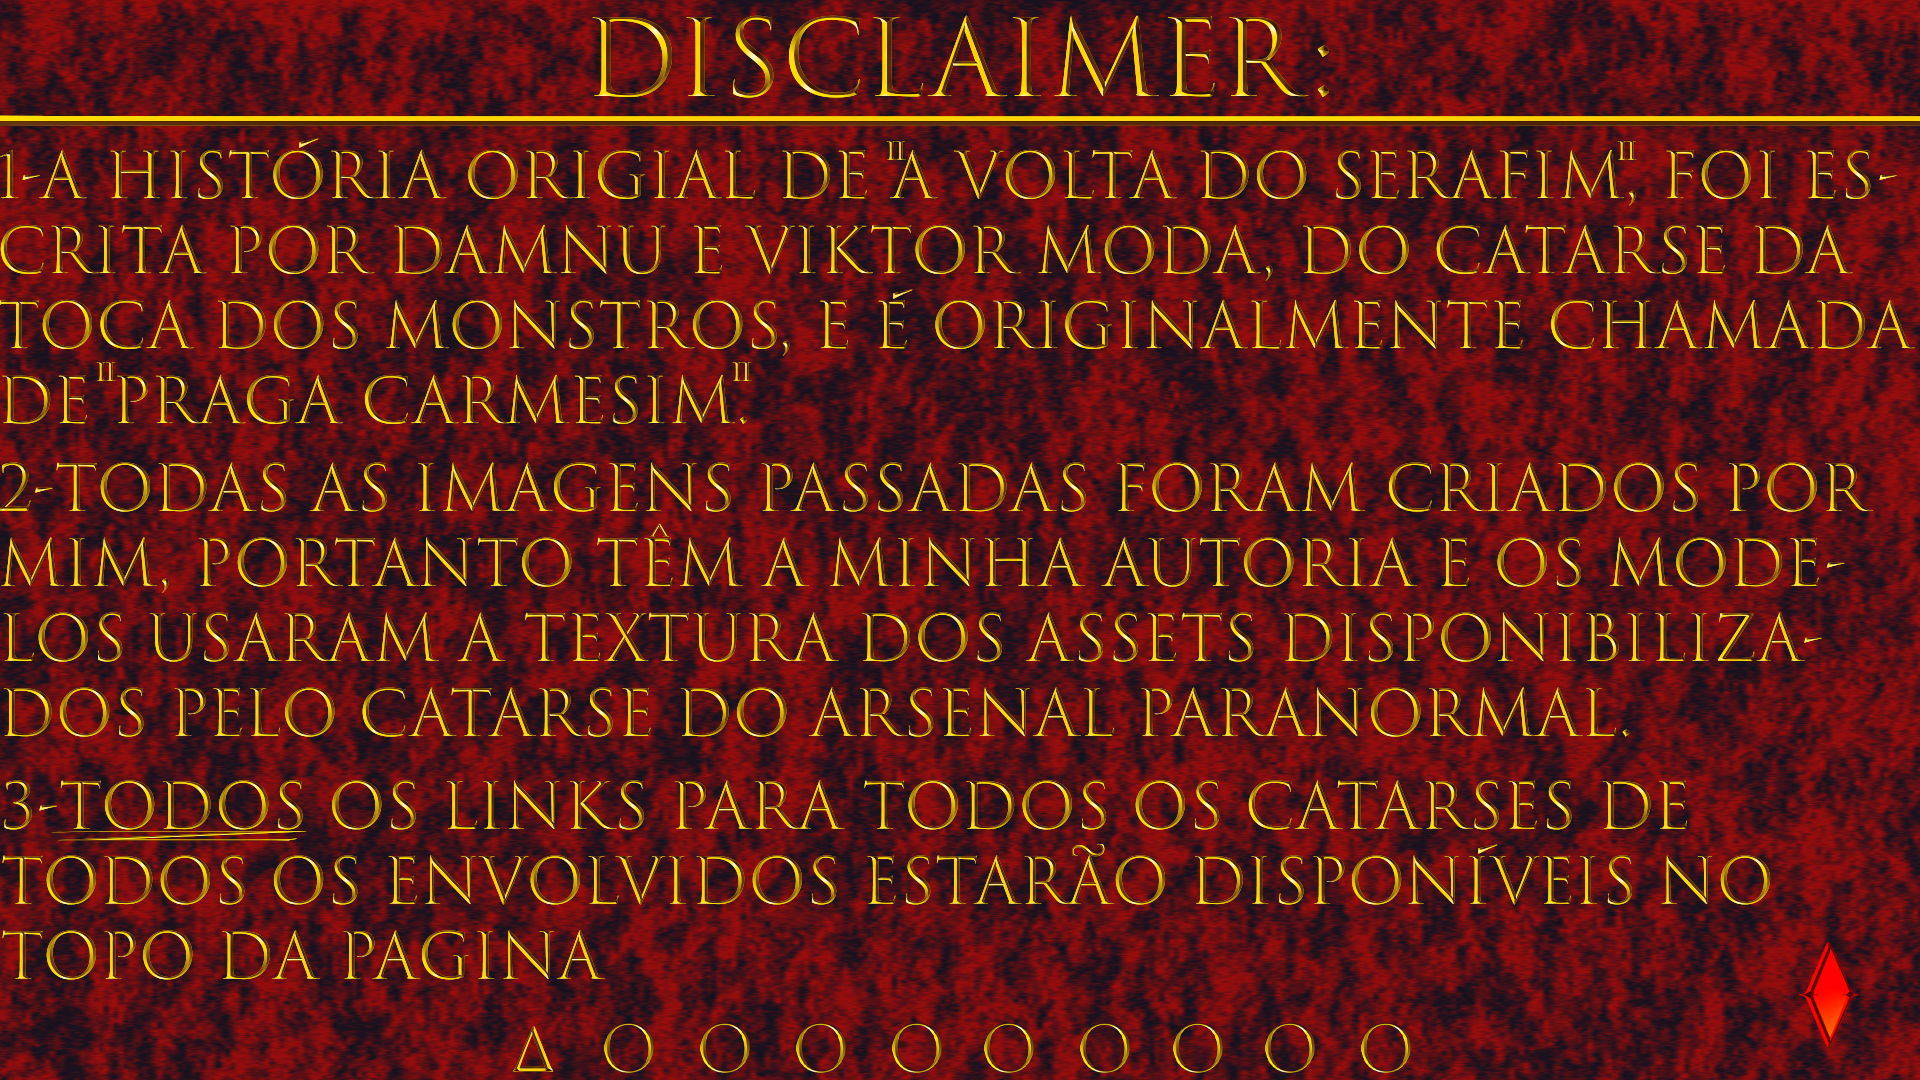 DISCLAIMER:
1-A HISTÓRIA ORIGIAL DE "A VOLTA DO SERAFIM", FOI ES-
CRITA POR DAMNU E VIKTOR MODA, DO CATARSE DA
TOCA DOS MONSTROS, E É ORIGINALMENTE CHAMADA
DE "PRAGA CARMESIM".
2-TODAS AS IMAGENS PASSADAS FORAM CRIADOS POR
MIM, PORTANTO TÊM A MINHA AUTORIA E OS MODE-
LOS USARAM A TEXTURA DOS ASSETS DISPONIBILIZA-
DOS PELO CATARSE DO ARSENAL PARANORMAL.
3-TODOS OS LINKS PARA TODOS OS CATARSES DE
TODOS OS ENVOLVIDOS ESTARÃO DISPONÍVEIS NO
TOPO DA PAGINA